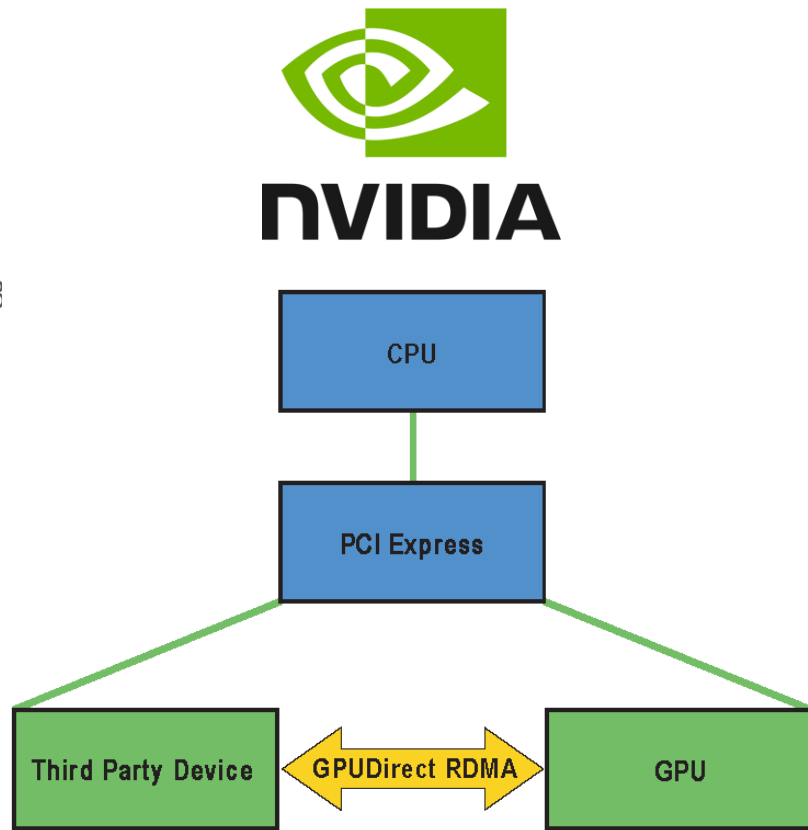 NVIDIA
CPU
PCI Express
Third Party Device
GPUDirect RDMA
GPU